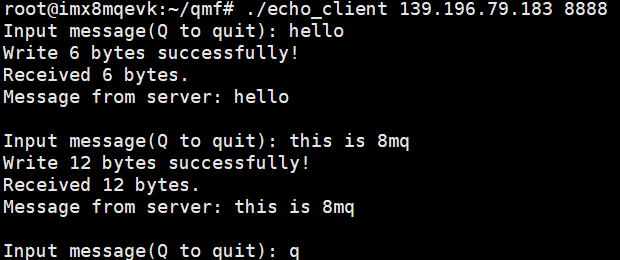 root@imx8mqevk:~/qmf# ./echo_client 139.196.79.183 8888
Input message(Q to quit): hello
Write 6 bytes successfully!
Received 6 bytes.
Message from server: hello
Input message(Q to quit): this is 8mq
Write 12 bytes successfully!
Received 12 bytes.
Message from server: this is 8mq
Input message(Q to quit): q